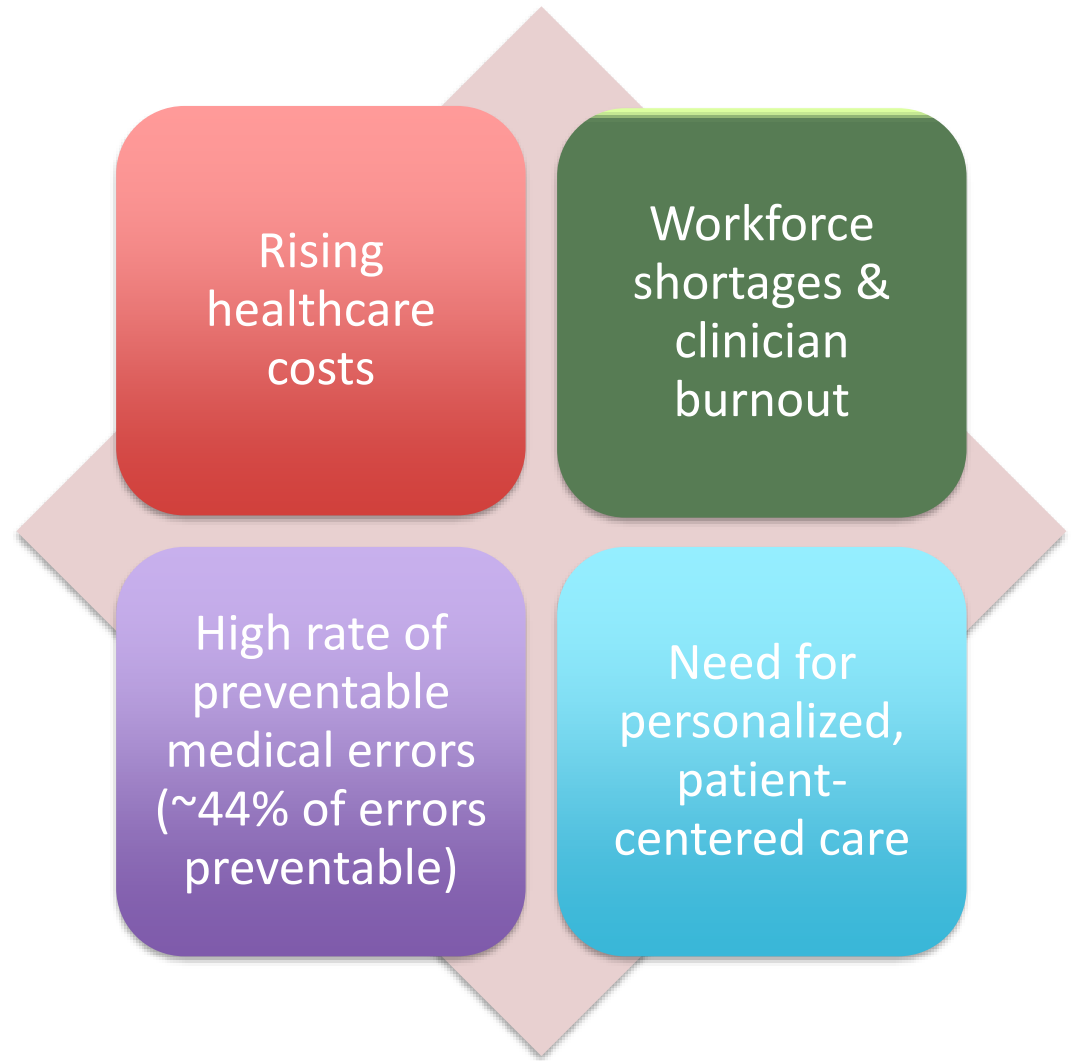 Rising
healthcare
costs
Workforce
shortages &
clinician
burnout
High rate of
preventable
medical errors
(~44% of errors
preventable)
Need for
personalized,
patient-
centered care